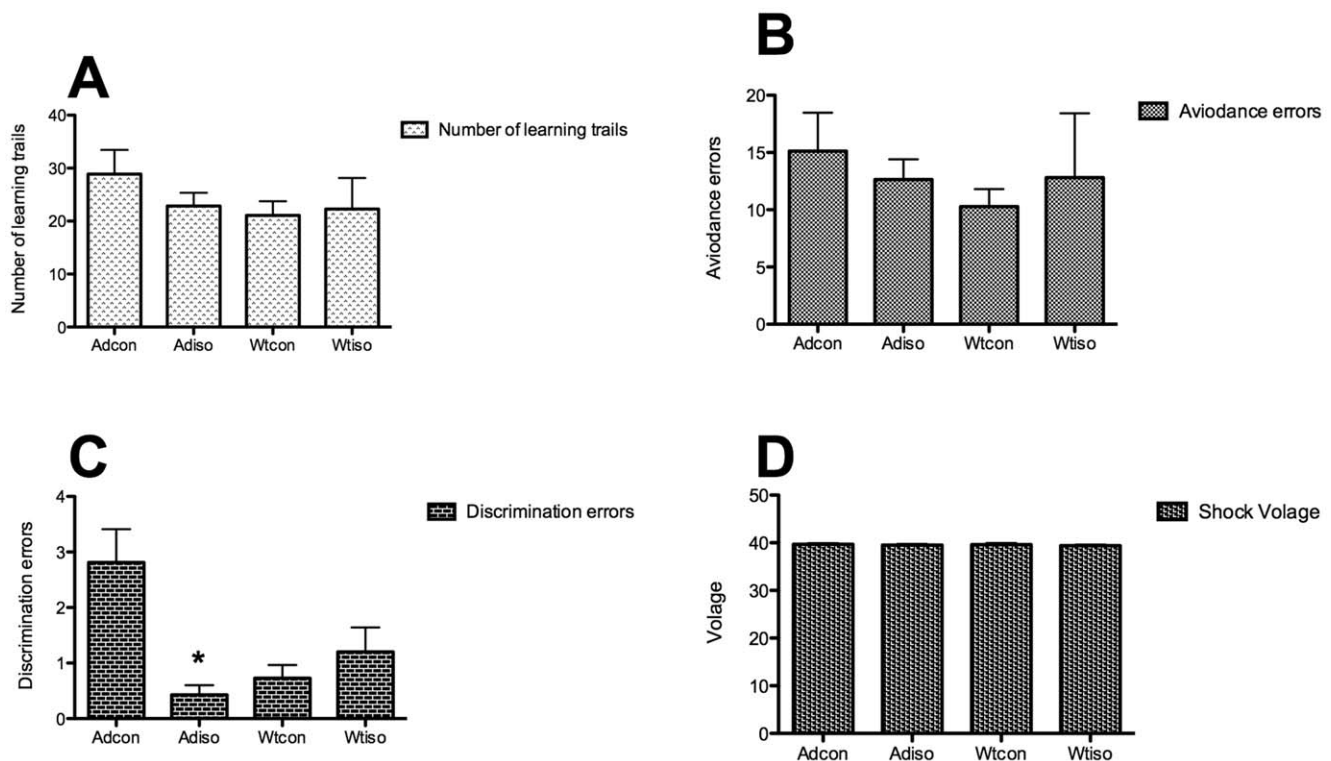 A
40
30
20
10
0
Number of learning trails
Adcon Adiso Wtcon Wtiso
Number of learning trails
B
20
15
10
5
0
Aviodance errors
Adcon Adiso Wtcon Wtiso
Aviodance errors
C
4
3
2
1
0
Discrimination errors
*
Adcon Adiso Wtcon Wtiso
Discrimination errors
D
50
40
30
20
10
0
Volage
Adcon Adiso Wtcon Wtiso
Shock Volage